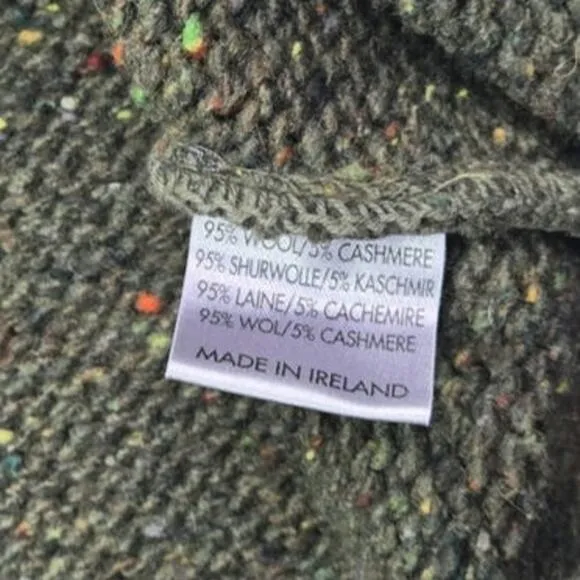 95% WOOL/5% CASHMERE
95% SHURWOLLE/5% KASCHMIR
95% LAINE/5% CACHEMIRE
95% WOL/5% CASHMERE
MADE IN IRELAND